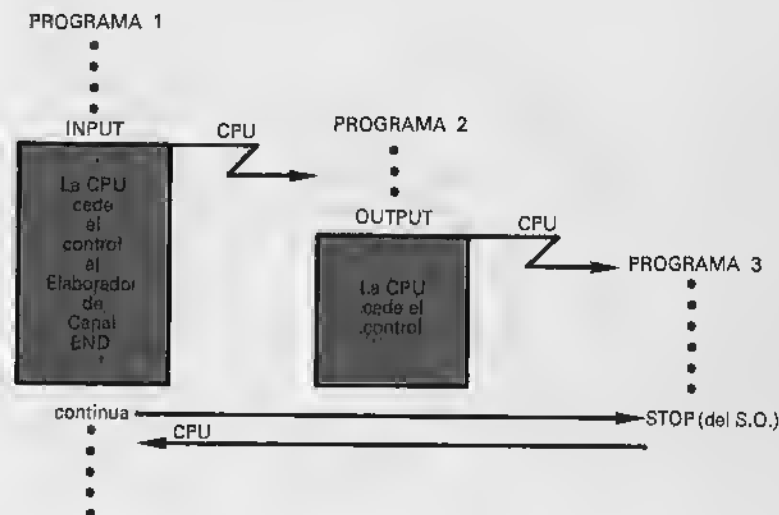 PROGRAMA 1
INPUT
CPU
La CPU
cede
el
control
al
Elaborador
de
Canal
END
PROGRAMA 2
OUTPUT
CPU
La CPU
cede el
control
PROGRAMA 3
continua
STOP (del S.O.)
CPU